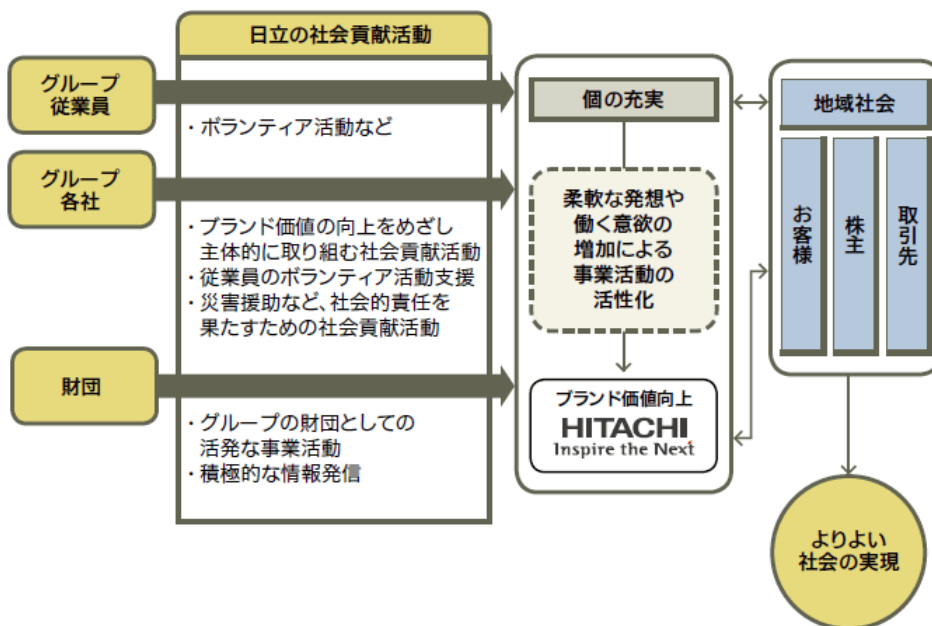 日立の社会貢献活動
グループ
従業員
・ボランティア活動など
グループ
各社
・ブランド価値の向上をめざし
主体的に取り組む社会貢献活動
・従業員のボランティア活動支援
・災害援助など、社会的責任を
果たすための社会貢献活動
財団
・グループの財団としての
活発な事業活動
・積極的な情報発信
個の充実
柔軟な発想や
働く意欲の
増加による
事業活動の
活性化
ブランド価値向上
HITACHI
Inspire the Next
地域社会
お客様
株主
取引先
よりよい
社会の実現